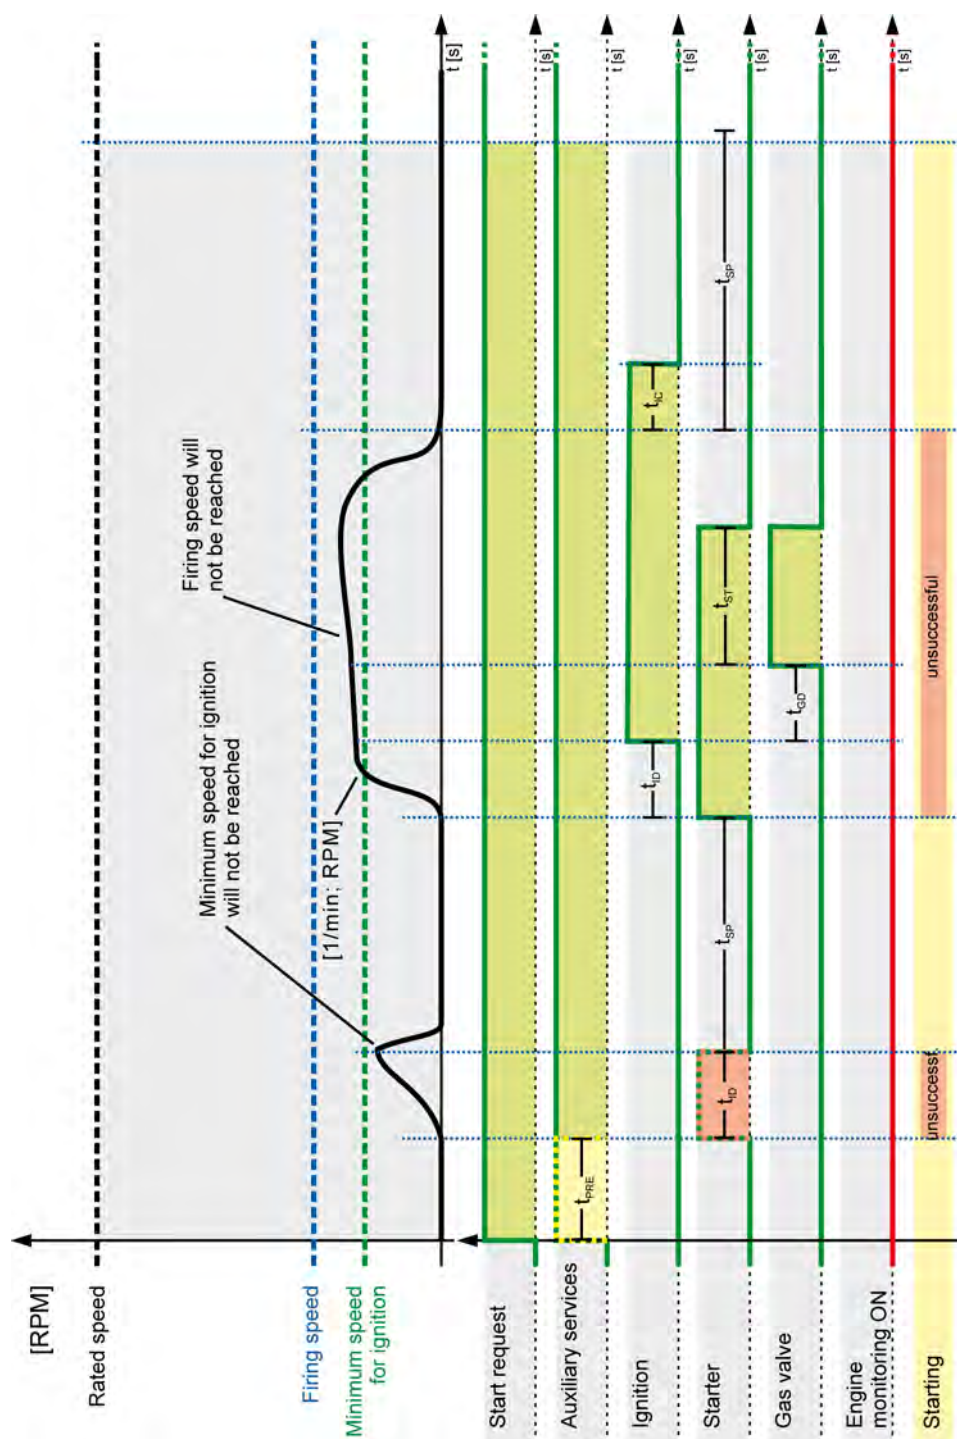 [RPM]
Rated speed
Firing speed
Minimum speed
for ignition
Minimum speed for ignition
will not be reached
[1/min; RPM]
Firing speed will
not be reached
t [s]
Start request
t [s]
Auxiliary services
tPRE
t [s]
Ignition
tID
tIC
t [s]
Starter
tID
tSP
tST
tSP
t [s]
Gas valve
tGD
t [s]
Engine
monitoring ON
t [s]
Starting
unsuccessf.
unsuccessful